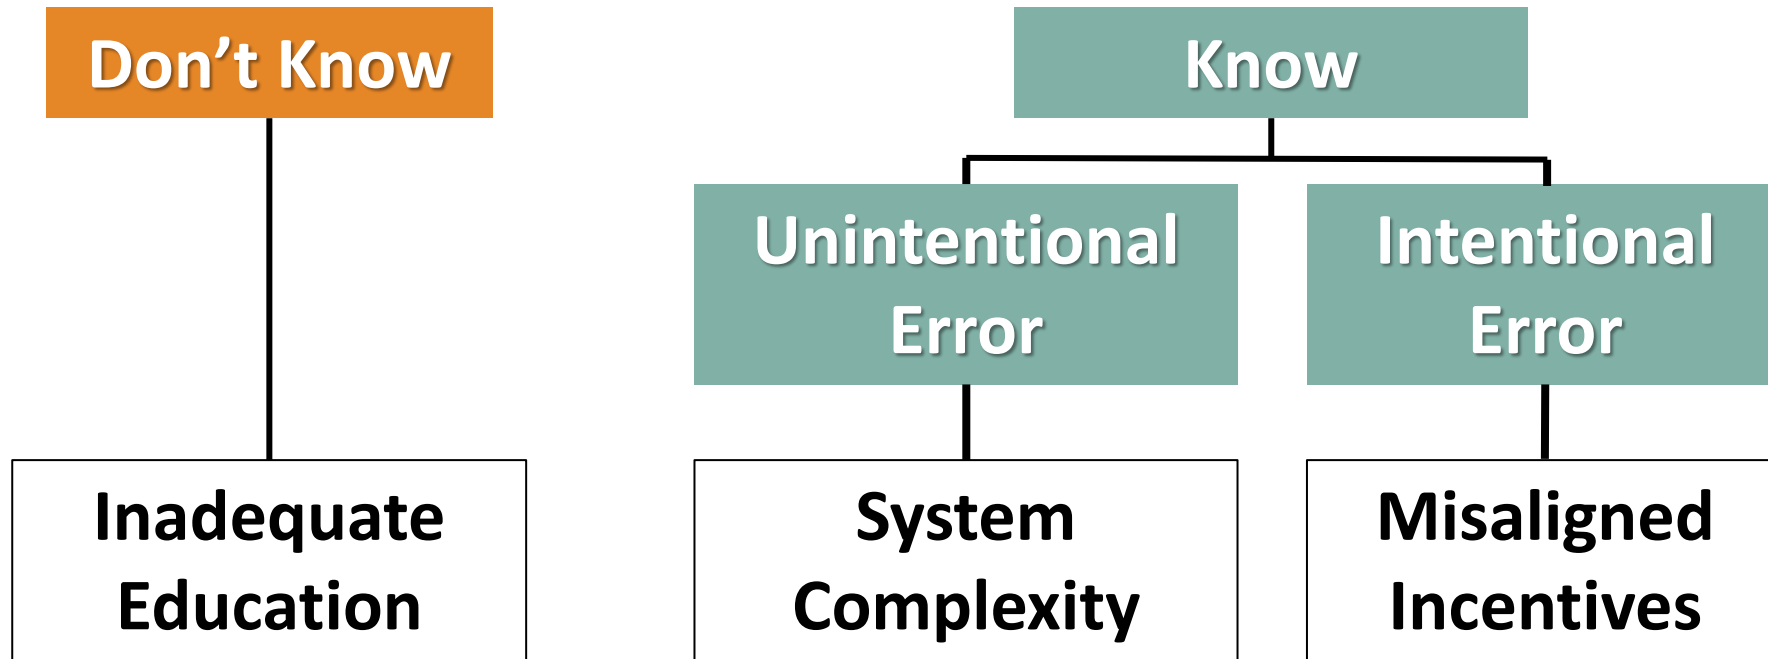 Don’t Know
Know
Unintentional
Error
Intentional
Error
Inadequate
Education
System
Complexity
Misaligned
Incentives